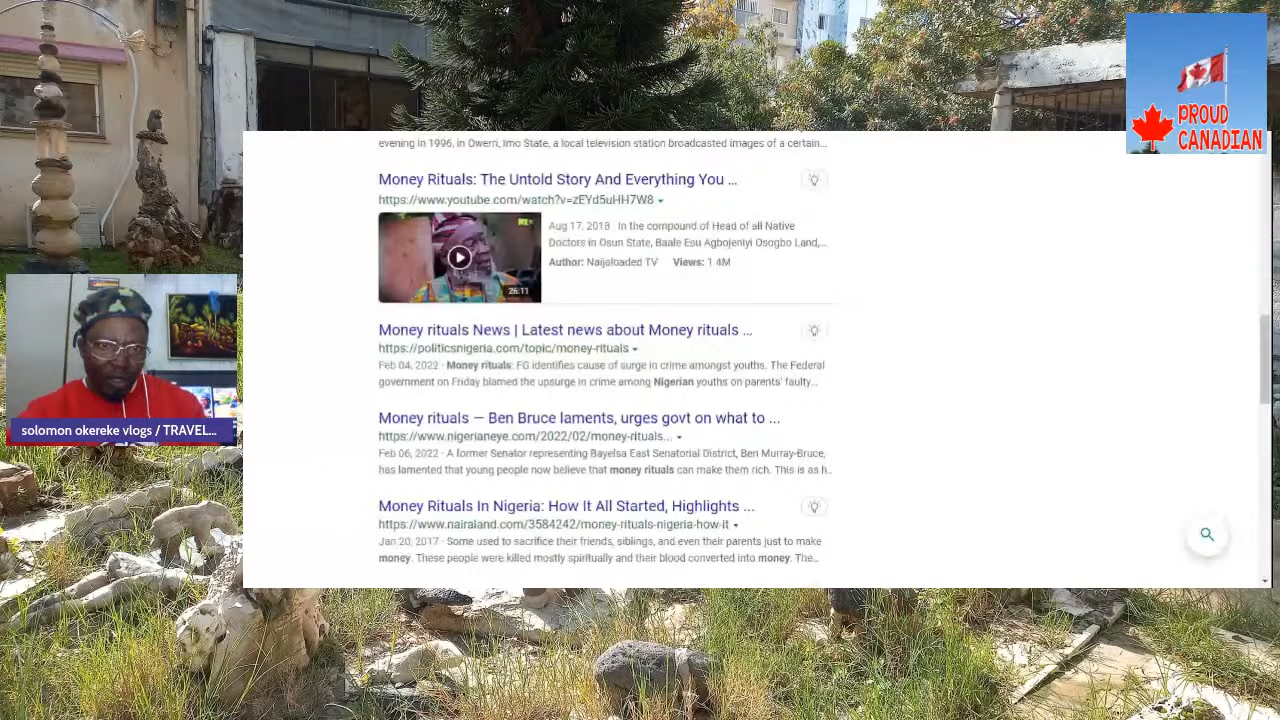 PROUD
CANADIAN
evening in 1996, in Owerri, Imo State, a local television station broadcasted images of a certain...
Money Rituals: The Untold Story And Everything You ...
https://www.youtube.com/watch?v=zEYd5uHH7W8
Aug 17, 2018 · In the compound of Head of all Native
Doctors in Osun State, Baale Esu Agbojeniyi Osogbo Land,...
Author: Naijaloaded TV Views: 1.4M
26:11
Money rituals News | Latest news about Money rituals ...
https://politicsnigeria.com/topic/money-rituals
Feb 04, 2022 · Money rituals: FG identifies cause of surge in crime amongst youths. The Federal
government on Friday blamed the upsurge in crime among Nigerian youths on parents' faulty...
solomon okereke vlogs / TRAVEL...
Money rituals — Ben Bruce laments, urges govt on what to ...
https://www.nigerianeye.com/2022/02/money-rituals...
Feb 06, 2022 · A former Senator representing Bayelsa East Senatorial District, Ben Murray-Bruce,
has lamented that young people now believe that money rituals can make them rich. This is as h..
Money Rituals In Nigeria: How It All Started, Highlights ...
https://www.nairaland.com/3584242/money-rituals-nigeria-how-it
Jan 20, 2017 · Some used to sacrifice their friends, siblings, and even their parents just to make
money. These people were killed mostly spiritually and their blood converted into money. The...